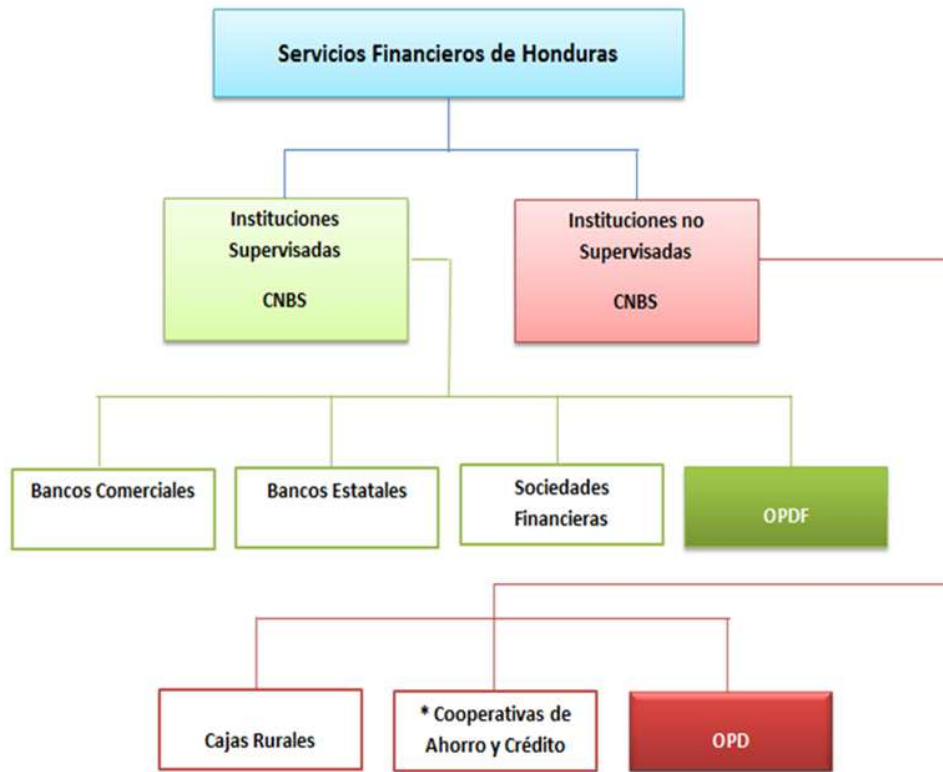 Servicios Financieros de Honduras
Instituciones
Supervisadas
CNBS
Instituciones no
Supervisadas
CNBS
Bancos Comerciales
Bancos Estatales
Sociedades
Financieras
OPDF
Cajas Rurales
* Cooperativas de
Ahorro y Crédito
OPD